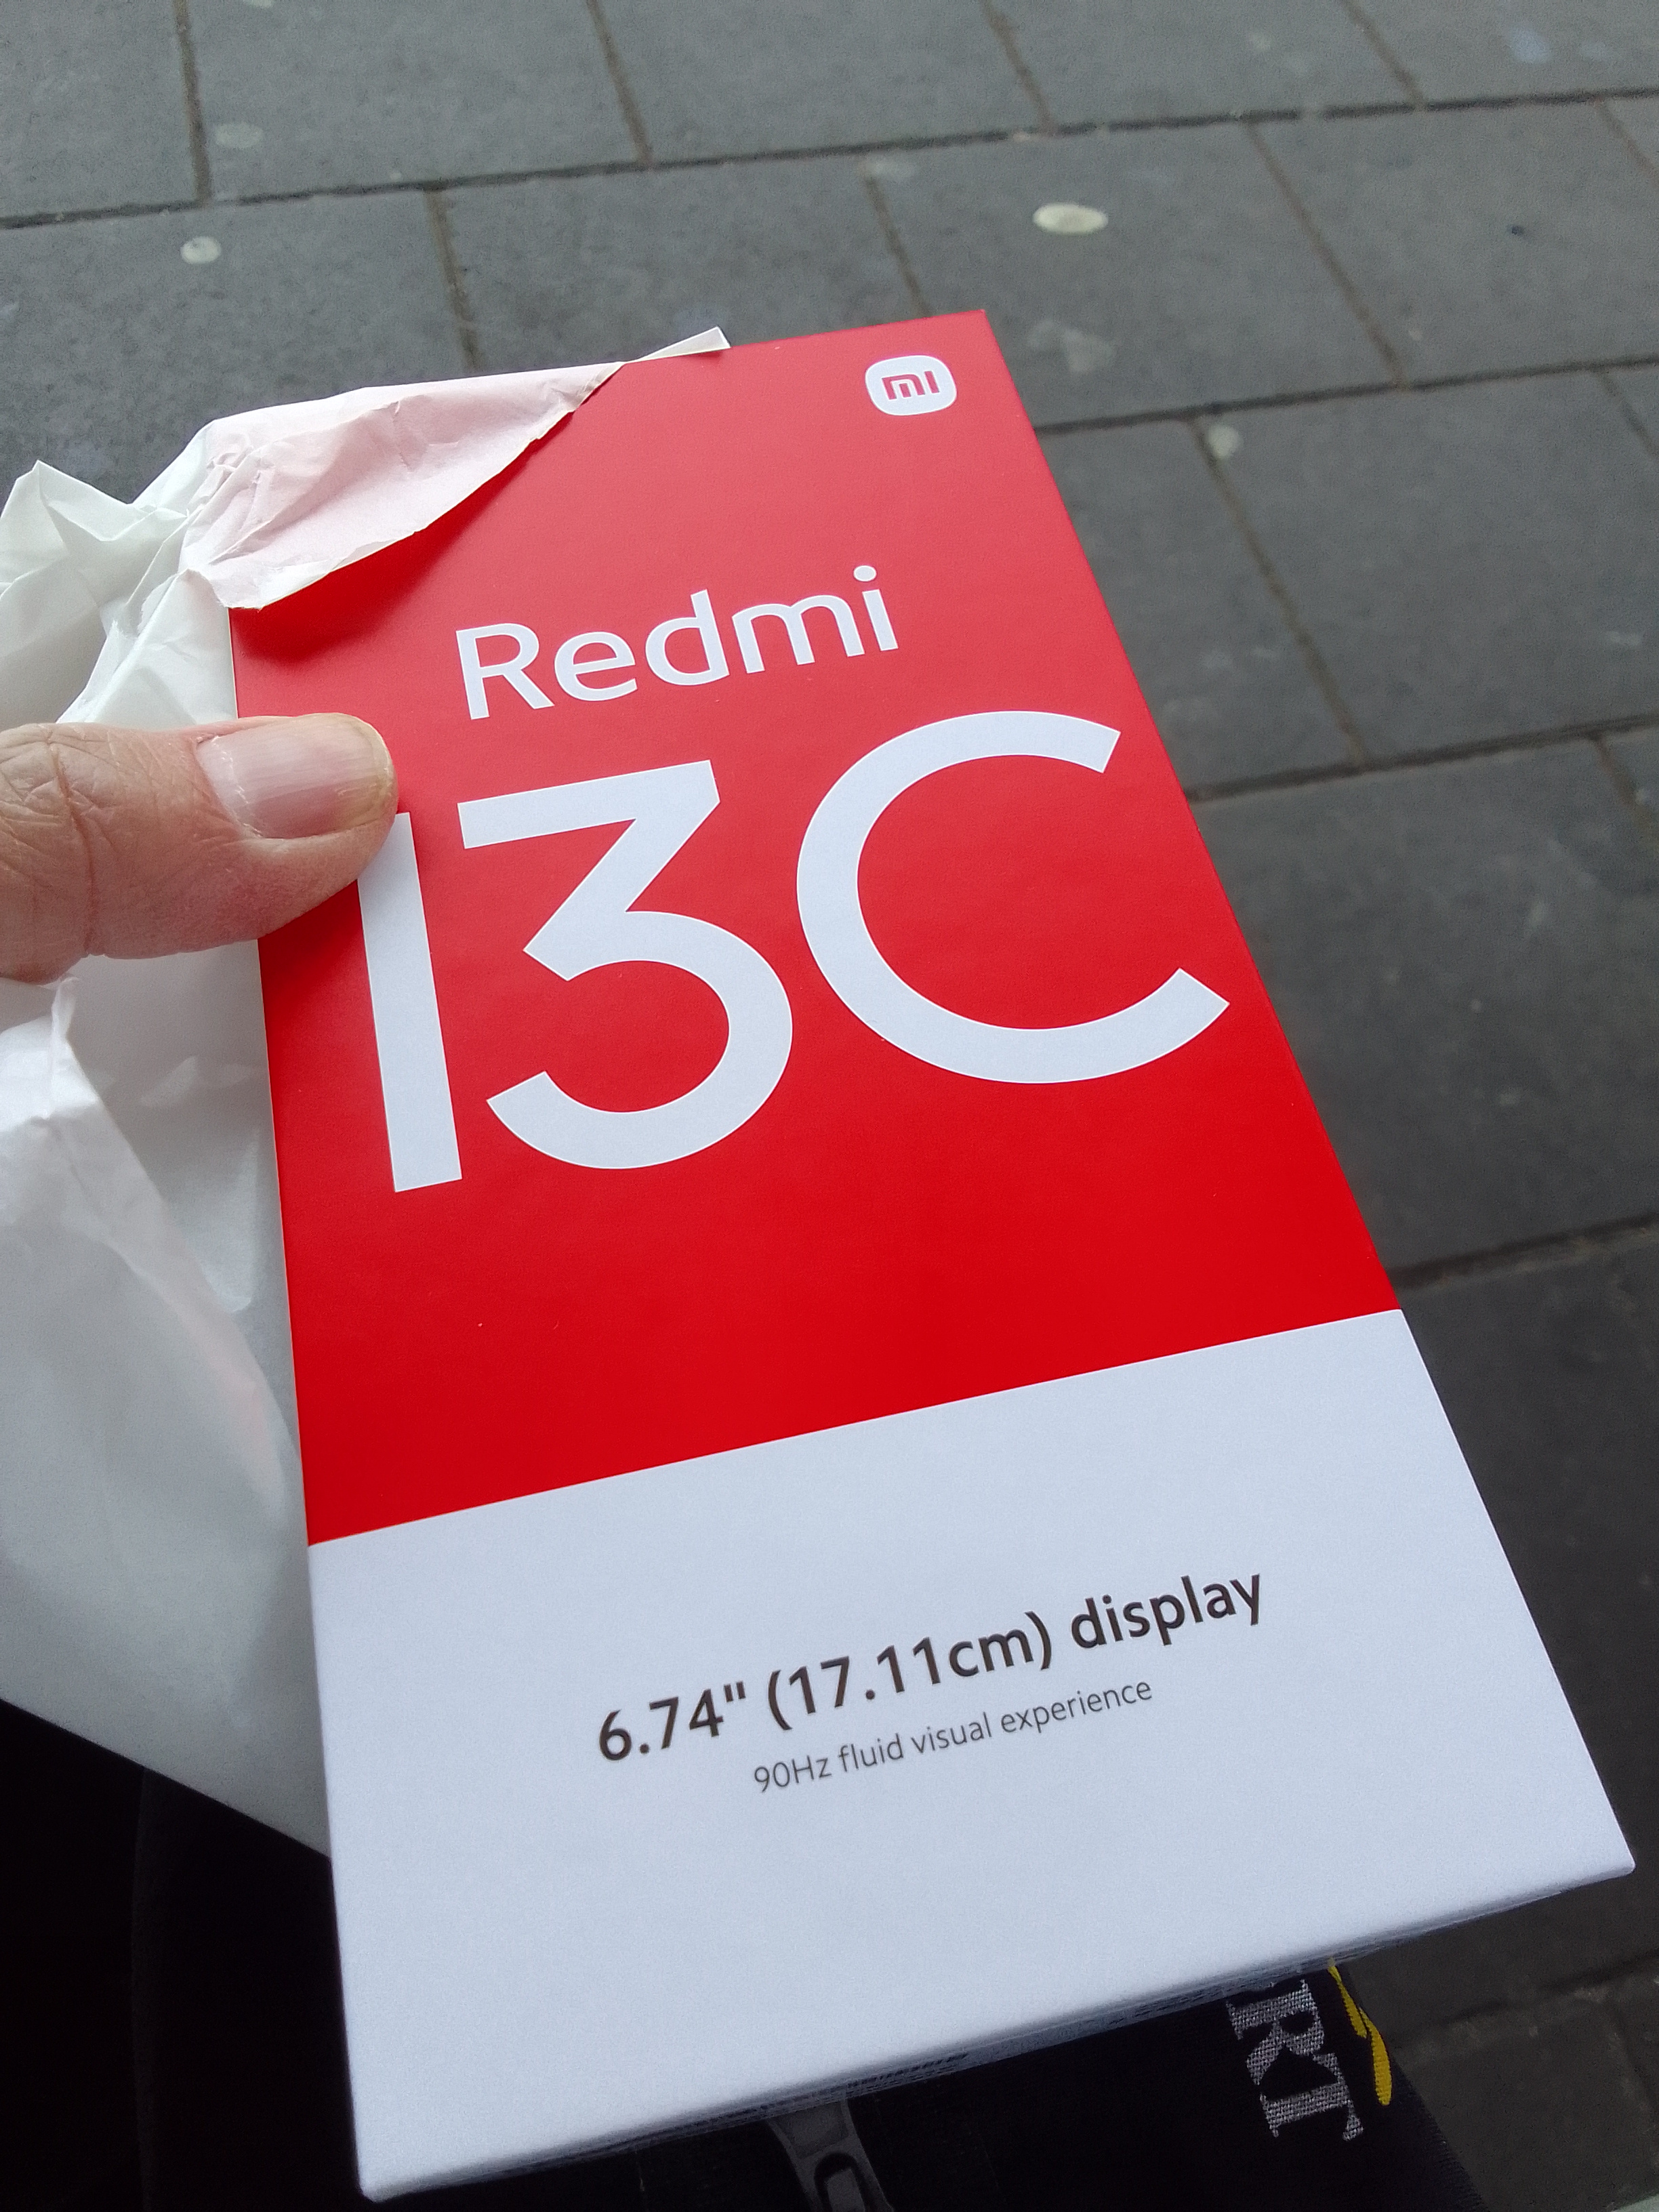 mi
Redmi
13C
6.74" (17.11cm) display
90Hz fluid visual experience